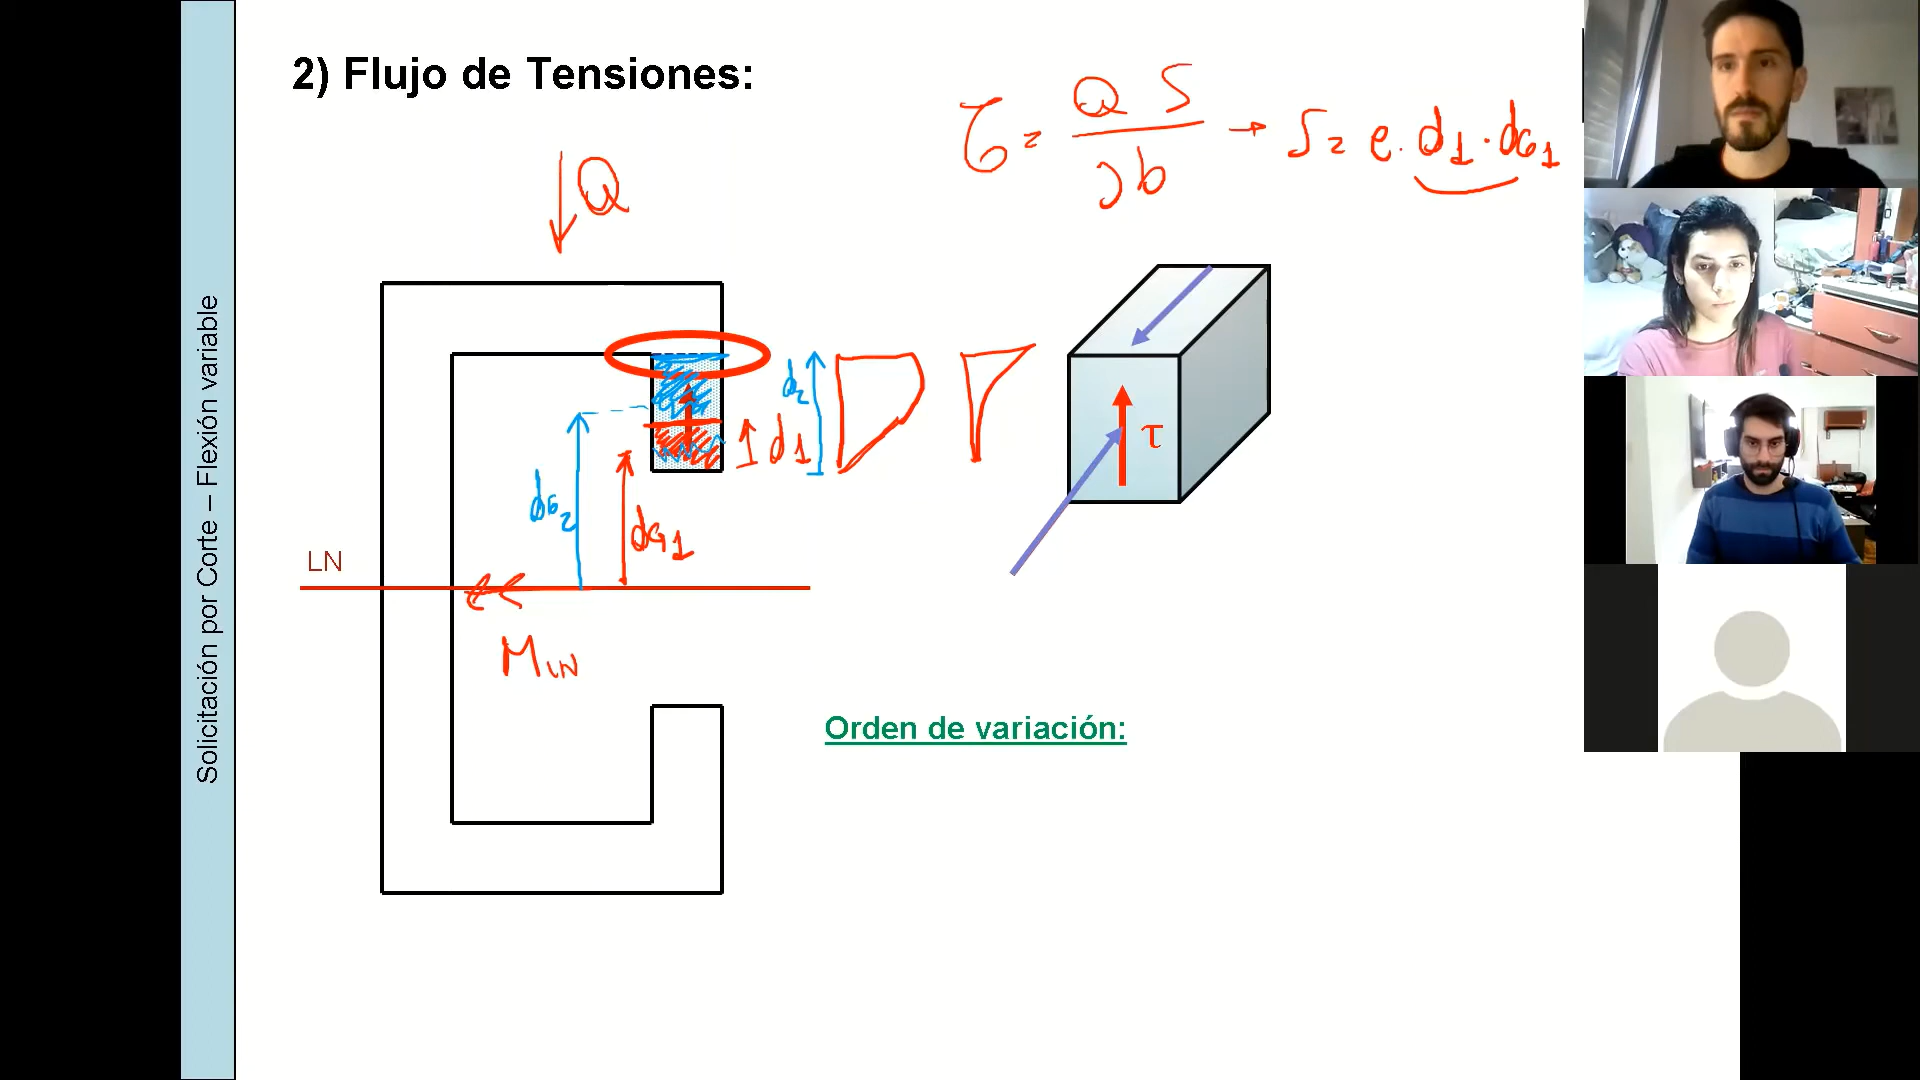 Solicitación por Corte – Flexión variable
2) Flujo de Tensiones:
τ = Q S / J b → S = e. d1 · dG1
Q
d2
d1
τ
dG2
dG1
LN
MLN
Orden de variación: